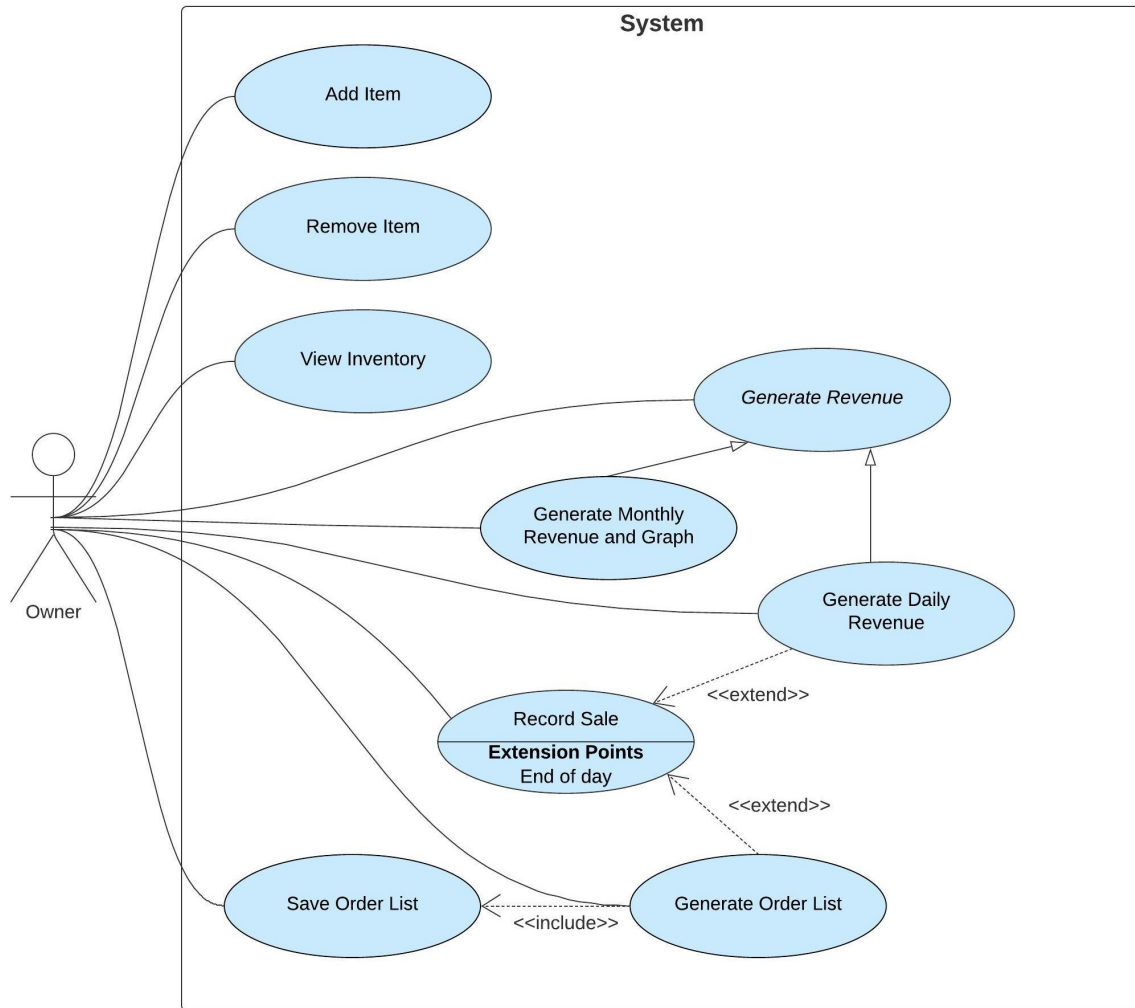 System
Add Item
Remove Item
View Inventory
Generate Revenue
Generate Monthly
Revenue and Graph
Owner
Generate Daily
Revenue
<<extend>>
Record Sale
Extension Points
End of day
<<extend>>
Save Order List
Generate Order List
<<include>>